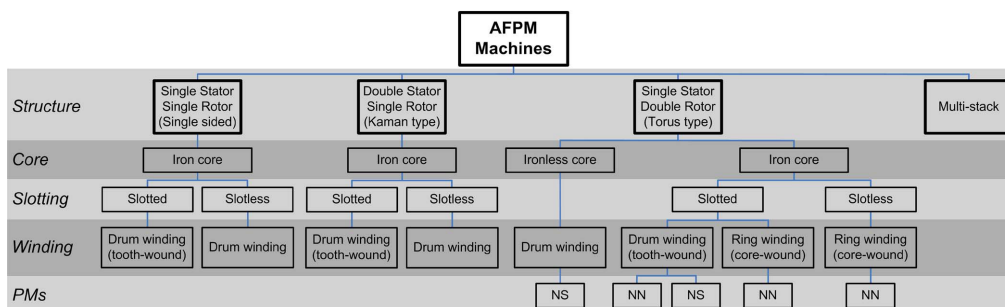 AFPM
Machines
Structure
Single Stator
Single Rotor
(Single sided)
Double Stator
Single Rotor
(Kaman type)
Single Stator
Double Rotor
(Torus type)
Multi-stack
Core
Iron core
Iron core
Ironless core
Iron core
Slotting
Slotted
Slotless
Slotted
Slotless
Slotted
Slotless
Winding
Drum winding
(tooth-wound)
Drum winding
Drum winding
(tooth-wound)
Drum winding
Drum winding
Drum winding
(tooth-wound)
Ring winding
(core-wound)
Ring winding
(core-wound)
PMs
NS
NN
NS
NN
NN